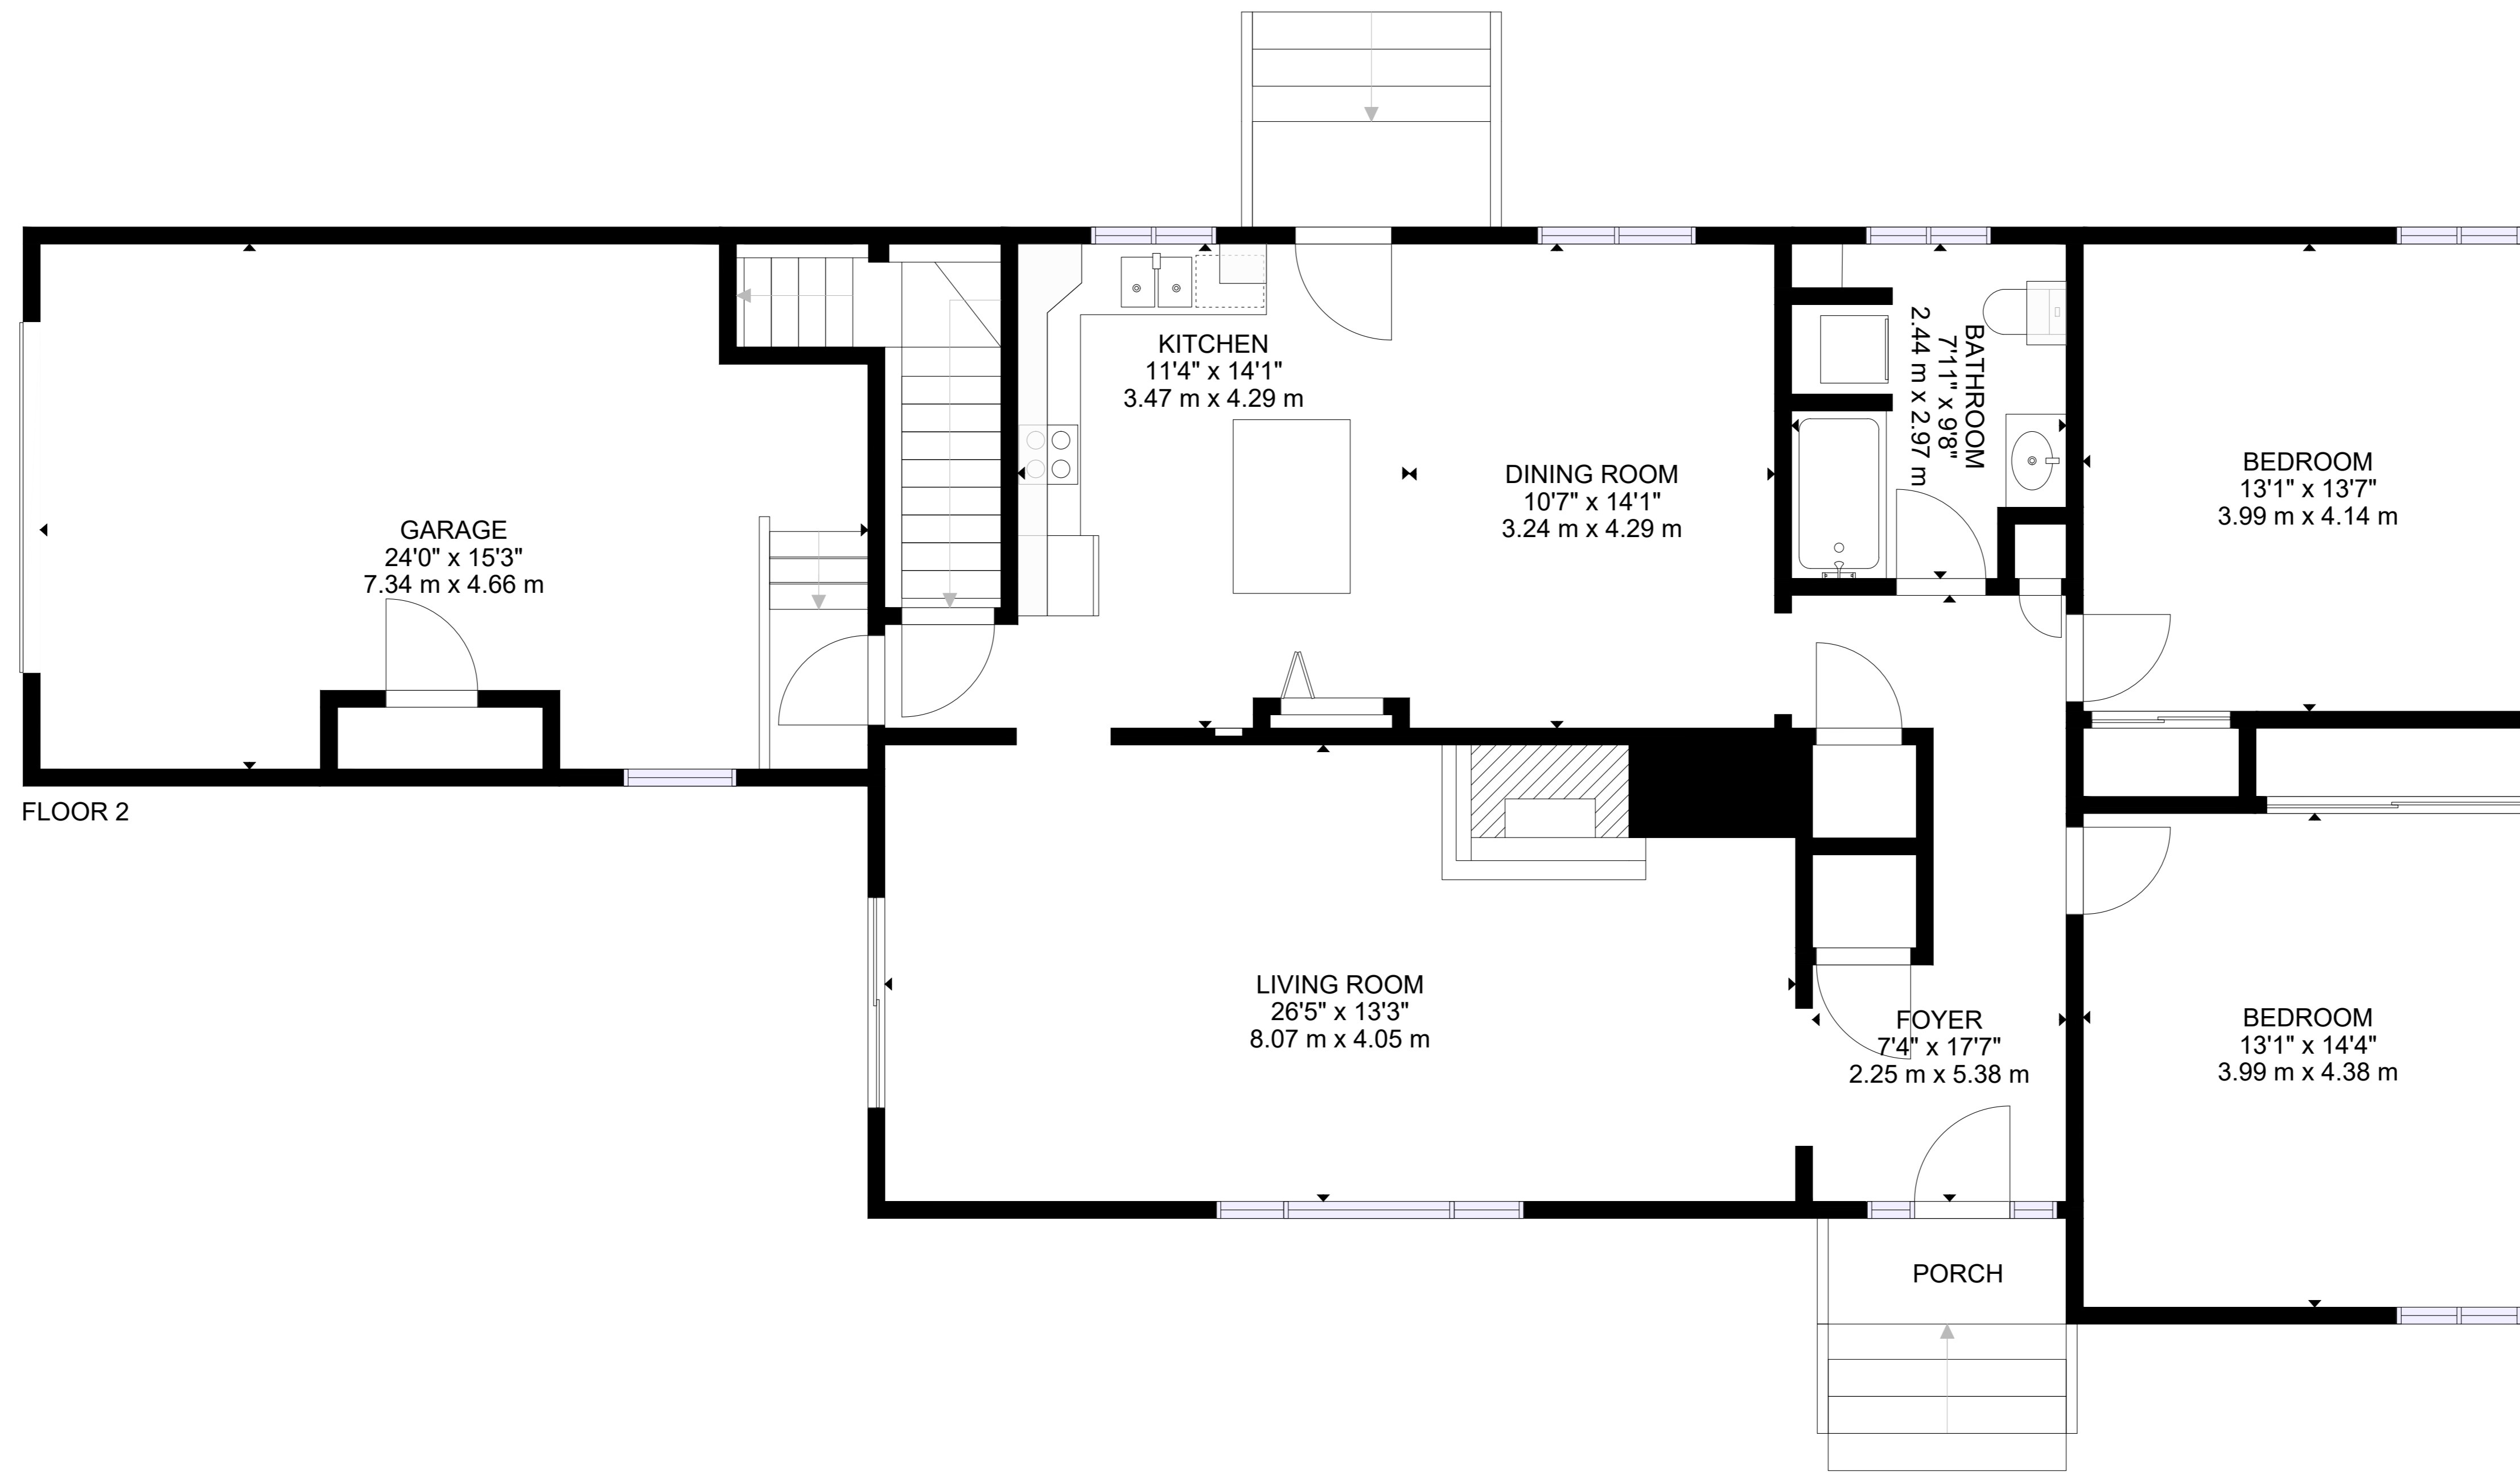 KITCHEN
11'4" x 14'1"
3.47 m x 4.29 m
DINING ROOM
10'7" x 14'1"
3.24 m x 4.29 m
BATHROOM
7'11" x 9'8"
2.44 m x 2.97 m
BEDROOM
13'1" x 13'7"
3.99 m x 4.14 m
GARAGE
24'0" x 15'3"
7.34 m x 4.66 m
FLOOR 2
LIVING ROOM
26'5" x 13'3"
8.07 m x 4.05 m
FOYER
7'4" x 17'7"
2.25 m x 5.38 m
BEDROOM
13'1" x 14'4"
3.99 m x 4.38 m
PORCH